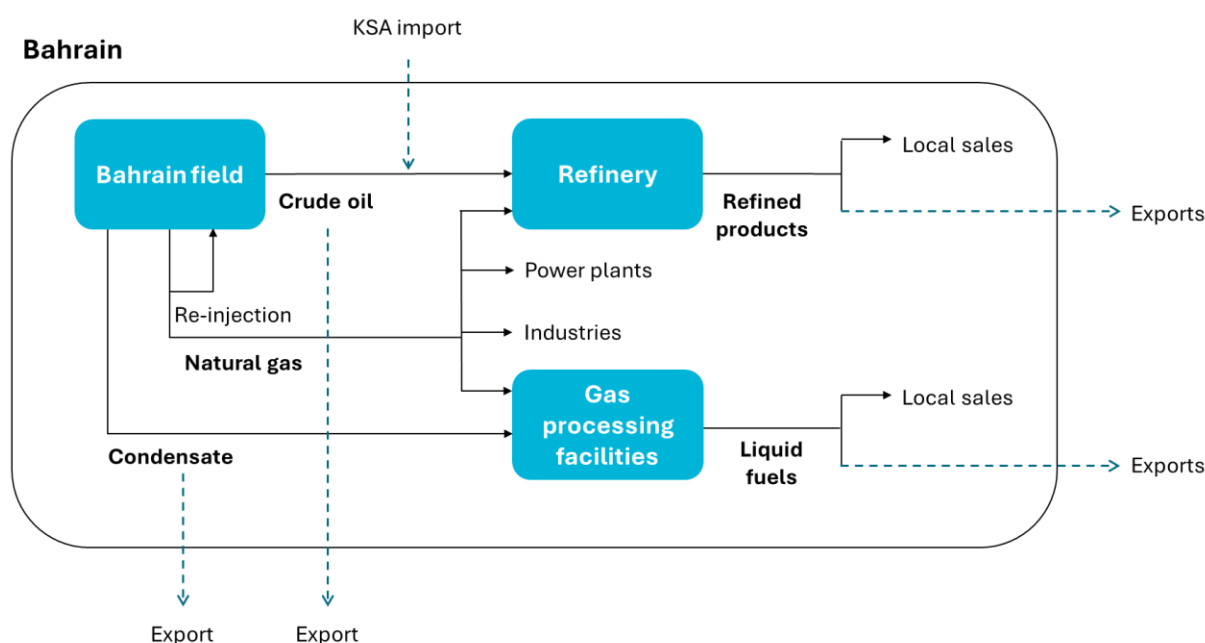 KSA import
Bahrain
Bahrain field
Crude oil
Refinery
Refined
products
Local sales
Exports
Re-injection
Natural gas
Power plants
Industries
Condensate
Gas
processing
facilities
Liquid
fuels
Local sales
Exports
Export
Export